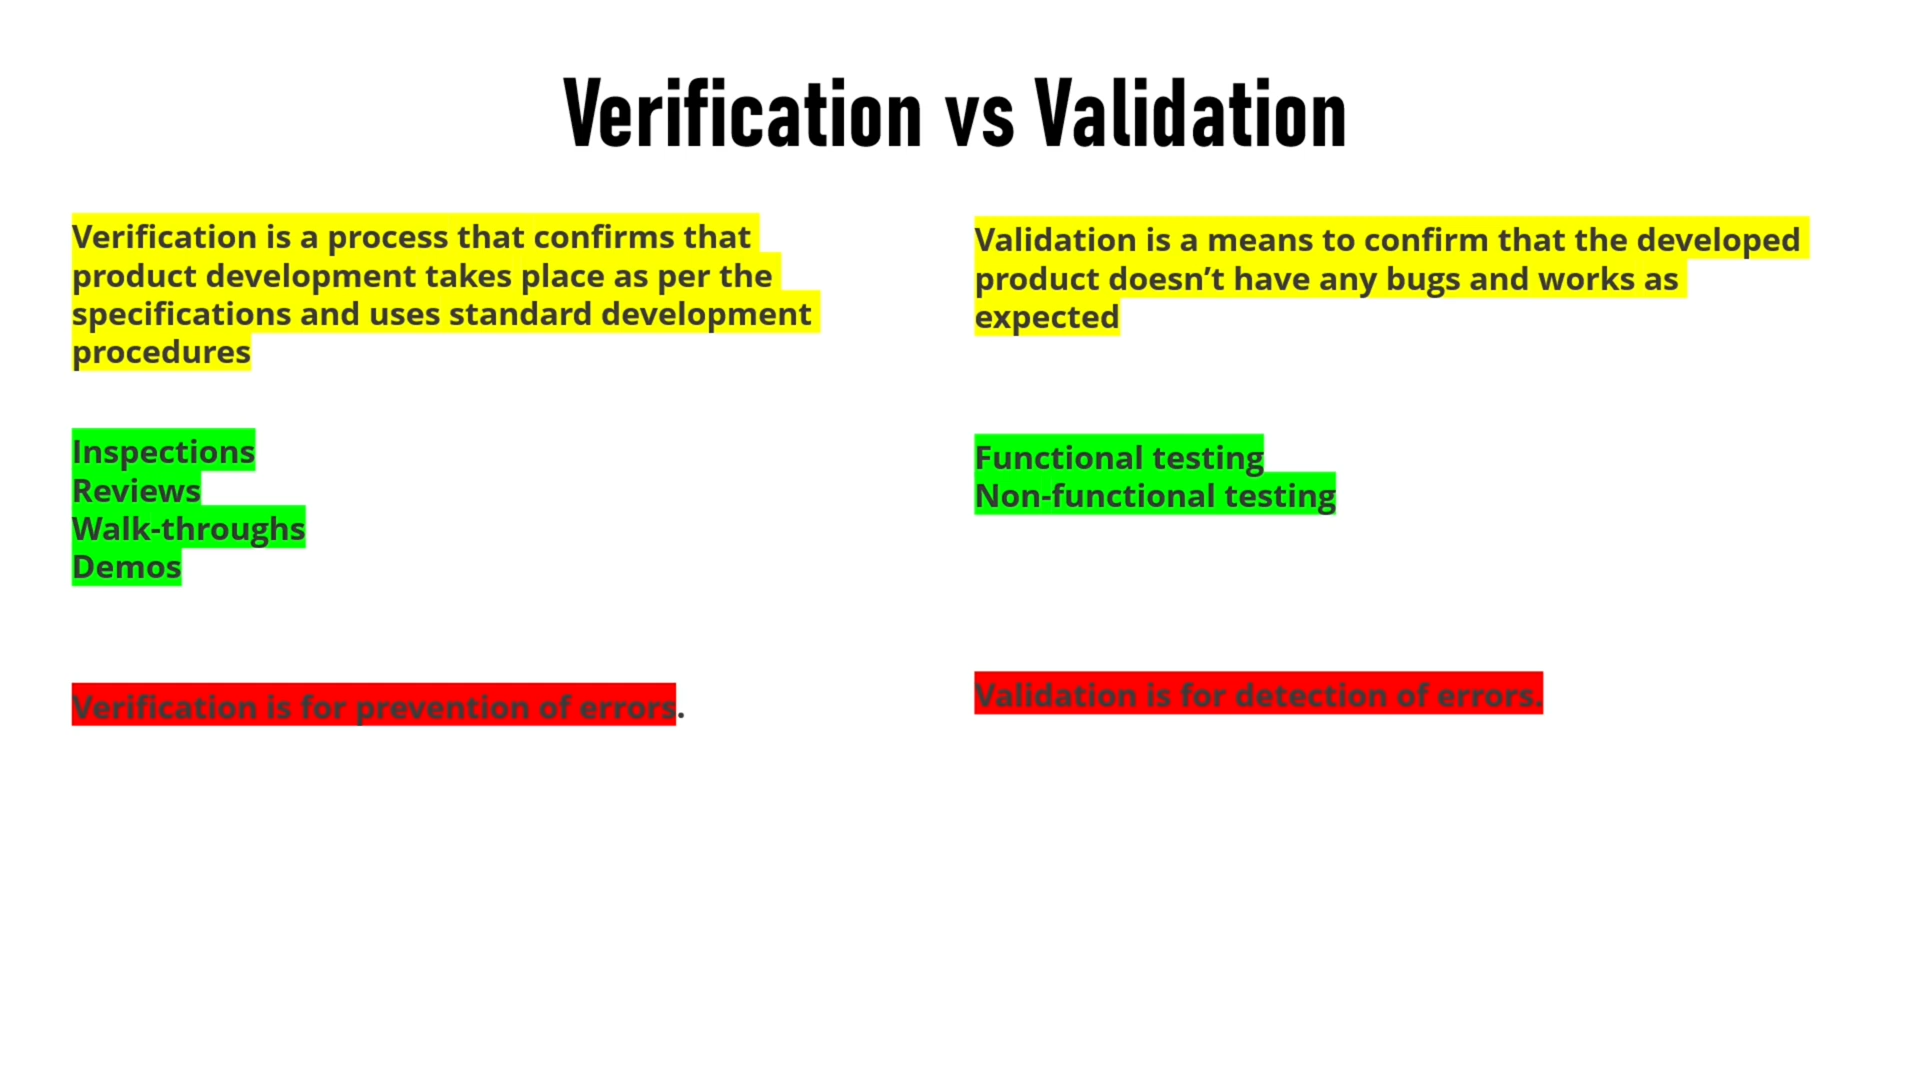 Verification vs Validation
Verification is a process that confirms that
product development takes place as per the
specifications and uses standard development
procedures
Inspections
Reviews
Walk-throughs
Demos
Verification is for prevention of errors.
Validation is a means to confirm that the developed
product doesn’t have any bugs and works as
expected
Functional testing
Non-functional testing
Validation is for detection of errors.